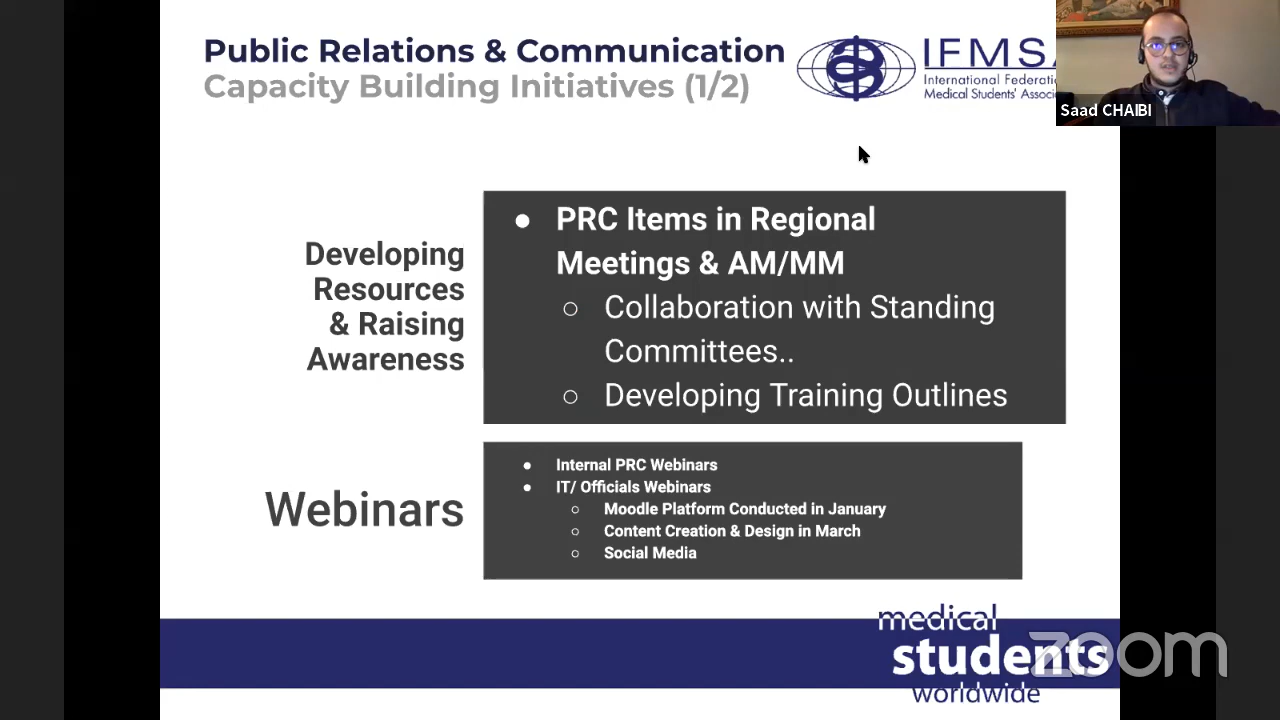 Public Relations & Communication
Capacity Building Initiatives (1/2)
IFMSA
International Federati
Medical Students' Assoc
Saad CHAIBI
Developing
Resources
& Raising
Awareness
● PRC Items in Regional
Meetings & AM/MM
○ Collaboration with Standing
Committees..
○ Developing Training Outlines
Webinars
● Internal PRC Webinars
● IT/ Officials Webinars
○ Moodle Platform Conducted in January
○ Content Creation & Design in March
○ Social Media
medical
students
worldwide
zoom